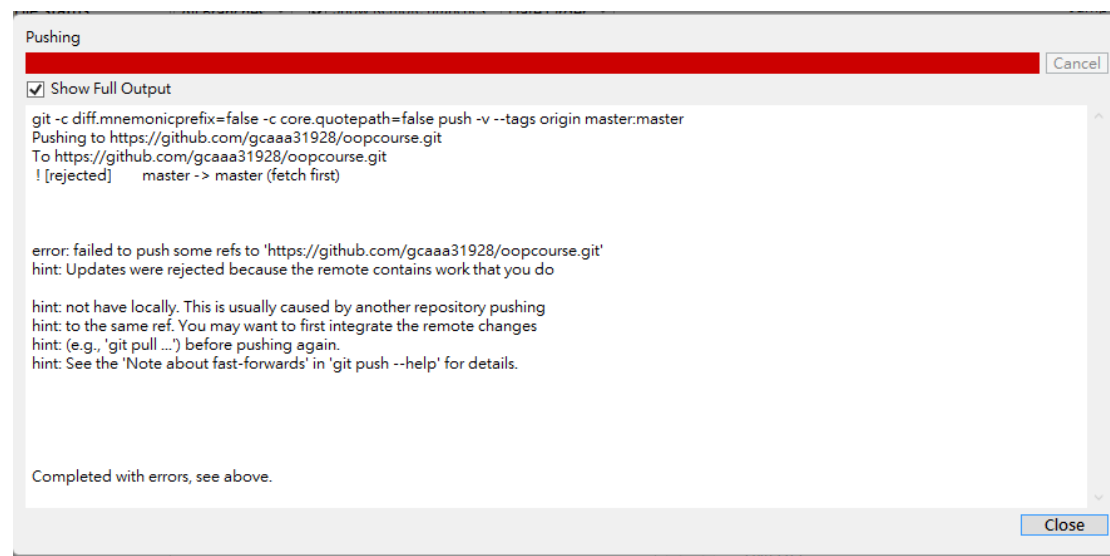 Pushing
Cancel
Show Full Output
git -c diff.mnemonicprefix=false -c core.quotepath=false push -v --tags origin master:master
Pushing to https://github.com/gcaaa31928/oopcourse.git
To https://github.com/gcaaa31928/oopcourse.git
! [rejected] master -> master (fetch first)
error: failed to push some refs to 'https://github.com/gcaaa31928/oopcourse.git'
hint: Updates were rejected because the remote contains work that you do
hint: not have locally. This is usually caused by another repository pushing
hint: to the same ref. You may want to first integrate the remote changes
hint: (e.g., 'git pull ...') before pushing again.
hint: See the 'Note about fast-forwards' in 'git push --help' for details.
Completed with errors, see above.
Close